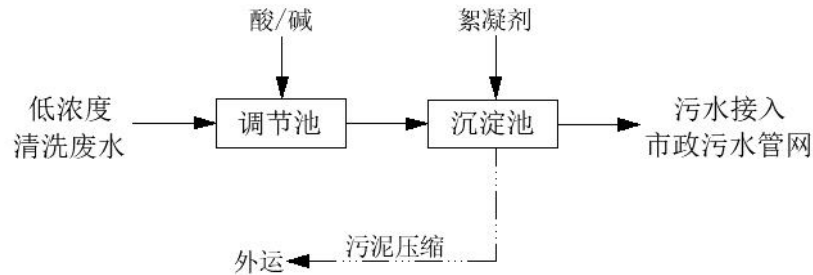 酸/碱
絮凝剂
低浓度
清洗废水
调节池
沉淀池
污水接入
市政污水管网
污泥压缩
外运